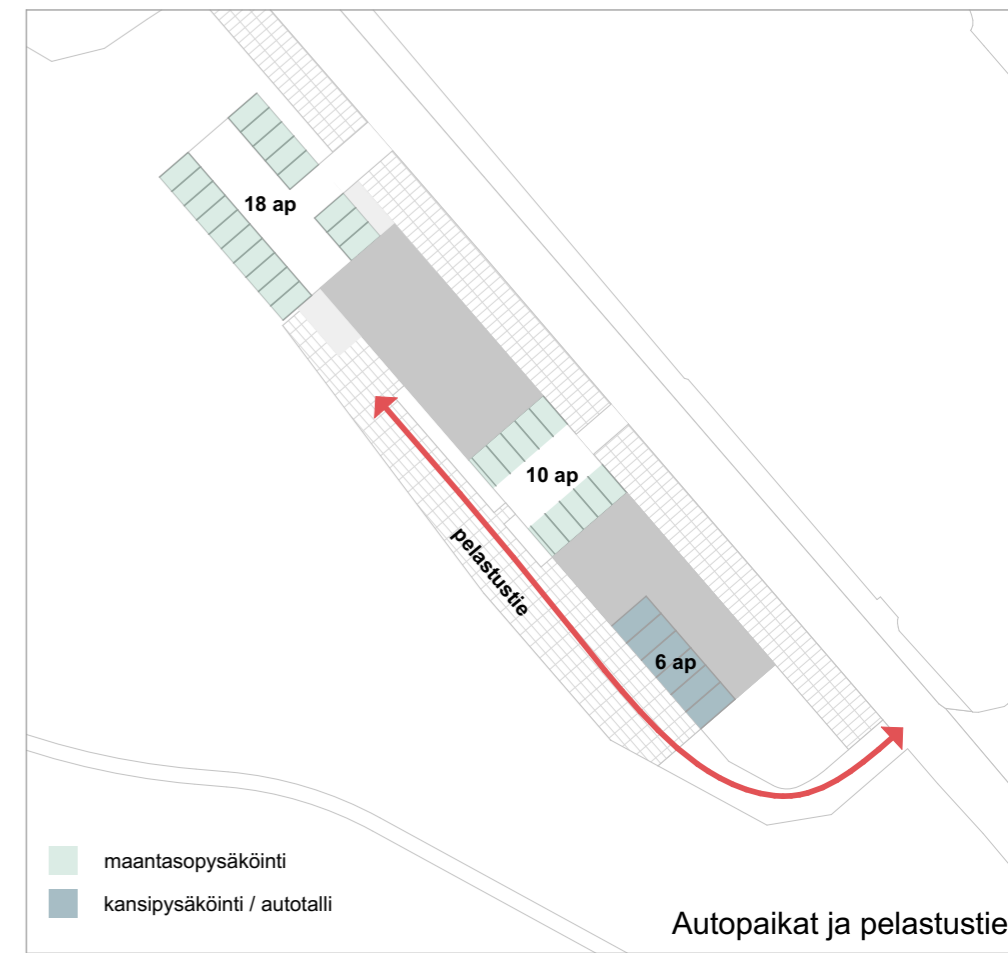 18 ap
10 ap
pelastustie
6 ap
maantasopysäköinti
kansipysäköinti / autotalli
Autopaikat ja pelastustie